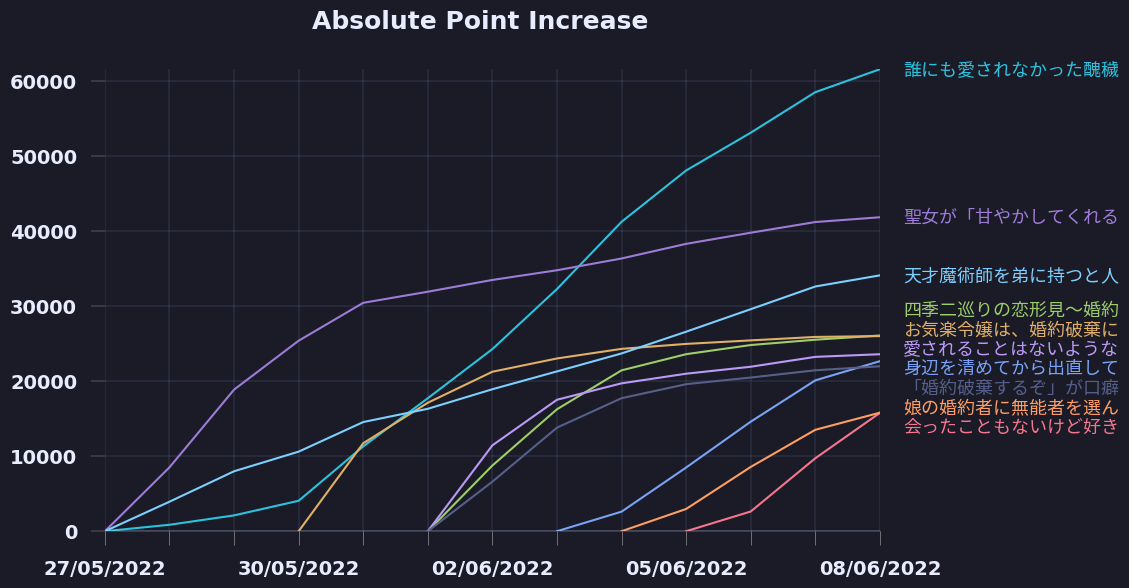 Absolute Point Increase
60000
50000
40000
30000
20000
10000
0
27/05/2022
30/05/2022
02/06/2022
05/06/2022
08/06/2022
誰にも愛されなかった醜穢
聖女が「甘やかしてくれる
天才魔術師を弟に持つと人
四季二巡りの恋形見～婚約
お気楽令嬢は、婚約破棄に
愛されることはないような
身辺を清めてから出直して
「婚約破棄するぞ」が口癖
娘の婚約者に無能者を選ん
会ったこともないけど好き